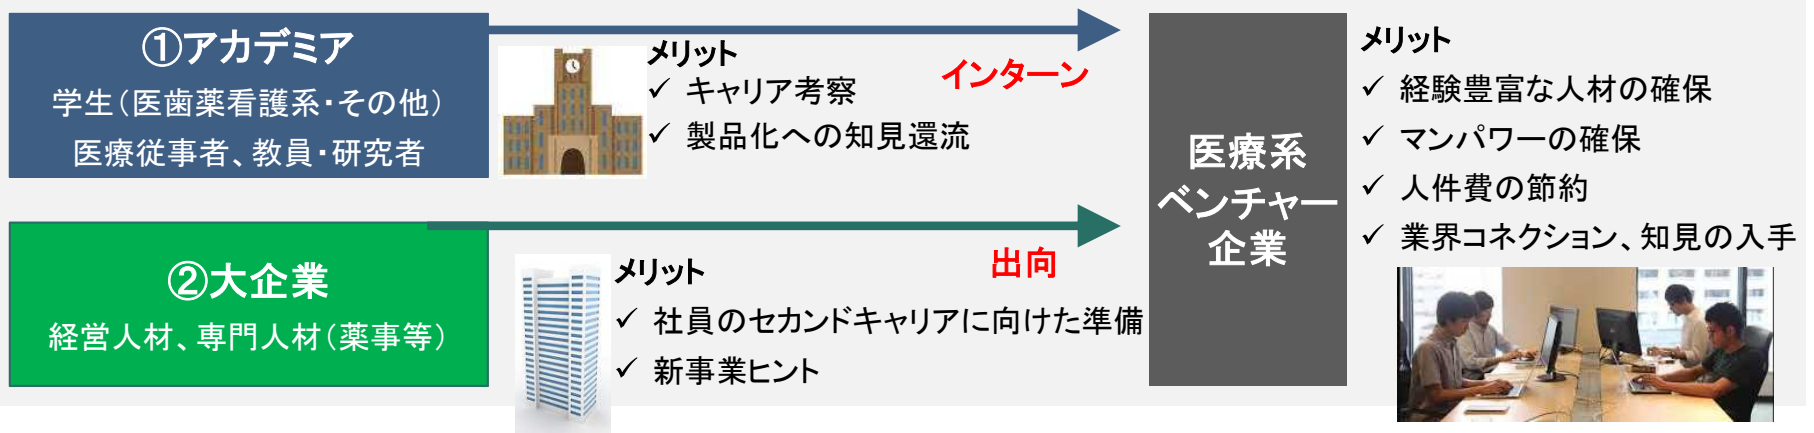 ①アカデミア
学生（医歯薬看護系・その他）
医療従事者、教員・研究者
メリット
✓ キャリア考察
✓ 製品化への知見還流
インターン
②大企業
経営人材、専門人材（薬事等）
メリット
✓ 社員のセカンドキャリアに向けた準備
✓ 新事業ヒント
出向
医療系
ベンチャー
企業
メリット
✓ 経験豊富な人材の確保
✓ マンパワーの確保
✓ 人件費の節約
✓ 業界コネクション、知見の入手